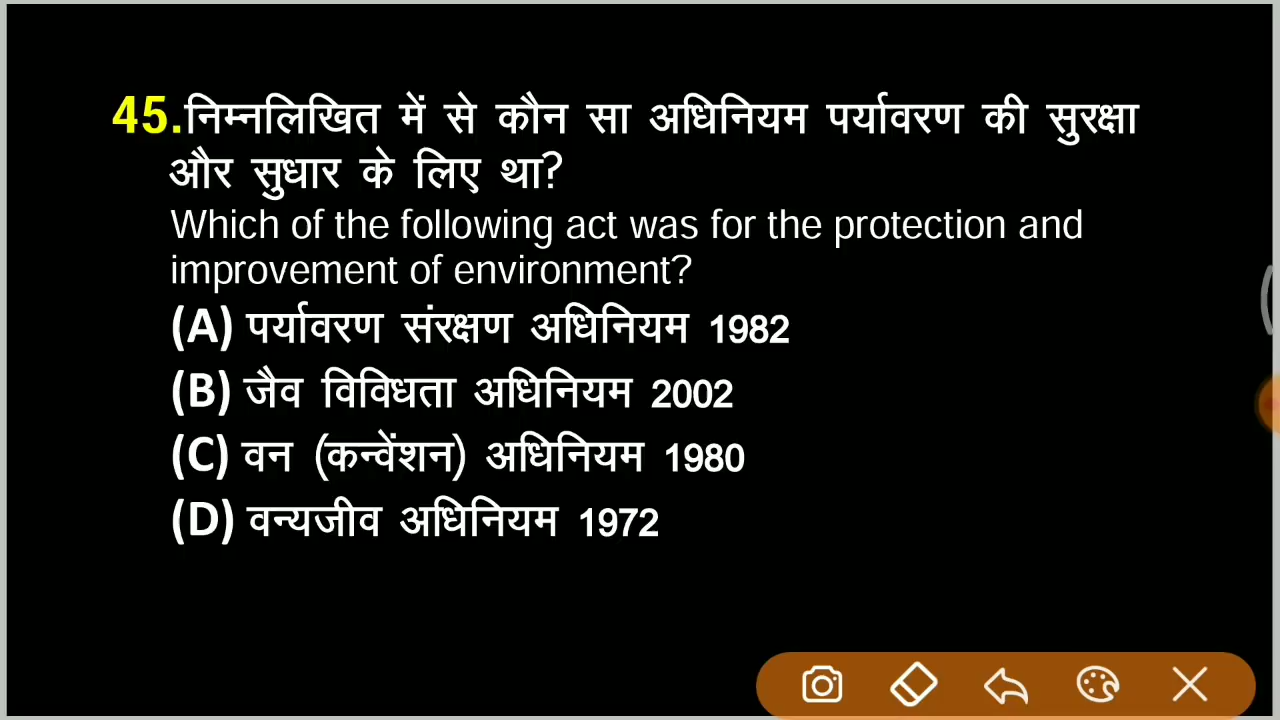 45.निम्नलिखित में से कौन सा अधिनियम पर्यावरण की सुरक्षा
और सुधार के लिए था?
Which of the following act was for the protection and
improvement of environment?
(A) पर्यावरण संरक्षण अधिनियम 1982
(B) जैव विविधता अधिनियम 2002
(C) वन (कन्वेंशन) अधिनियम 1980
(D) वन्यजीव अधिनियम 1972